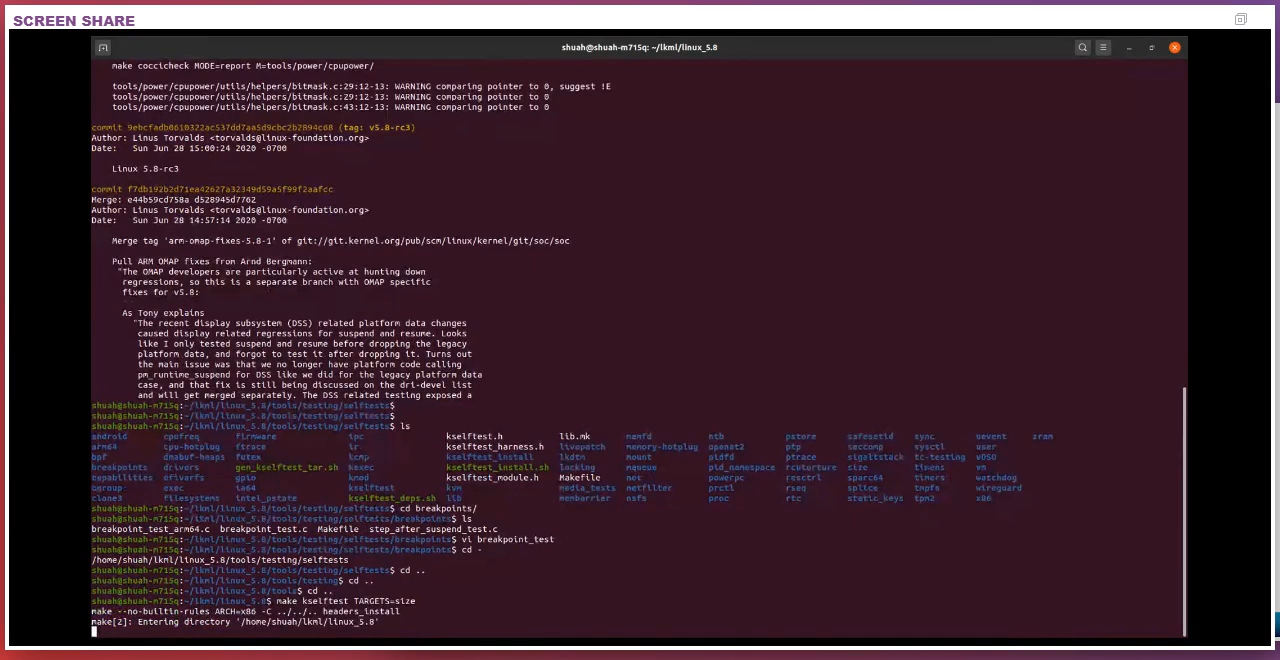 SCREEN SHARE
shuah@shuah-m715q: ~/lkml/linux_5.8
make coccicheck MODE=report M=tools/power/cpupower/
tools/power/cpupower/utils/helpers/bitmask.c:29:12-13: WARNING comparing pointer to 0, suggest !E
tools/power/cpupower/utils/helpers/bitmask.c:29:12-13: WARNING comparing pointer to 0
tools/power/cpupower/utils/helpers/bitmask.c:43:12-13: WARNING comparing pointer to 0
commit 9ebcfadb0610322ac537dd7aa5d9cbc2b2894c68 (tag: v5.8-rc3)
Author: Linus Torvalds <torvalds@linux-foundation.org>
Date:   Sun Jun 28 15:00:24 2020 -0700
Linux 5.8-rc3
commit f7db192b2d71ea42627a32349d59a5f99f2aafcc
Merge: e44b59cd758a d528945d7762
Author: Linus Torvalds <torvalds@linux-foundation.org>
Date:   Sun Jun 28 14:57:14 2020 -0700
Merge tag 'arm-omap-fixes-5.8-1' of git://git.kernel.org/pub/scm/linux/kernel/git/soc/soc
Pull ARM OMAP fixes from Arnd Bergmann:
"The OMAP developers are particularly active at hunting down
regressions, so this is a separate branch with OMAP specific
fixes for v5.8:
As Tony explains
"The recent display subsystem (DSS) related platform data changes
caused display related regressions for suspend and resume. Looks
like I only tested suspend and resume before dropping the legacy
platform data, and forgot to test it after dropping it. Turns out
the main issue was that we no longer have platform code calling
pm_runtime_suspend for DSS like we did for the legacy platform data
case, and that fix is still being discussed on the dri-devel list
and will get merged separately. The DSS related testing exposed a
shuah@shuah-m715q:~/lkml/linux_5.8/tools/testing/selftests$
shuah@shuah-m715q:~/lkml/linux_5.8/tools/testing/selftests$
shuah@shuah-m715q:~/lkml/linux_5.8/tools/testing/selftests$ ls
android cpufreq firmware ipc kselftest.h lib.mk memfd ntb pstore safesetid sync uevent zram
arm64 cpu-hotplug ftrace ir kselftest_harness.h livepatch memory-hotplug openat2 ptp seccomp sysctl user
bpf dmabuf-heaps futex kcmp kselftest_install lkdtm mount pidfd ptrace sigaltstack tc-testing vDSO
breakpoints drivers gen_kselftest_tar.sh kexec kselftest_install.sh locking mqueue pid_namespace rcutorture size timens vm
capabilities efivarfs gpio kmod kselftest_module.h Makefile net powerpc resctrl sparc64 timers watchdog
cgroup exec ia64 kselftest kvm media_tests netfilter prctl rseq splice tmpfs wireguard
clone3 filesystems intel_pstate kselftest_deps.sh lib membarrier nsfs proc rtc static_keys tpm2 x86
shuah@shuah-m715q:~/lkml/linux_5.8/tools/testing/selftests$ cd breakpoints/
shuah@shuah-m715q:~/lkml/linux_5.8/tools/testing/selftests/breakpoints$ ls
breakpoint_test_arm64.c  breakpoint_test.c  Makefile  step_after_suspend_test.c
shuah@shuah-m715q:~/lkml/linux_5.8/tools/testing/selftests/breakpoints$ vi breakpoint_test
shuah@shuah-m715q:~/lkml/linux_5.8/tools/testing/selftests/breakpoints$ cd -
/home/shuah/lkml/linux_5.8/tools/testing/selftests
shuah@shuah-m715q:~/lkml/linux_5.8/tools/testing/selftests$ cd ..
shuah@shuah-m715q:~/lkml/linux_5.8/tools/testing$ cd ..
shuah@shuah-m715q:~/lkml/linux_5.8/tools$ cd ..
shuah@shuah-m715q:~/lkml/linux_5.8$ make kselftest TARGETS=size
make --no-builtin-rules ARCH=x86 -C ../../.. headers_install
make[2]: Entering directory '/home/shuah/lkml/linux_5.8'